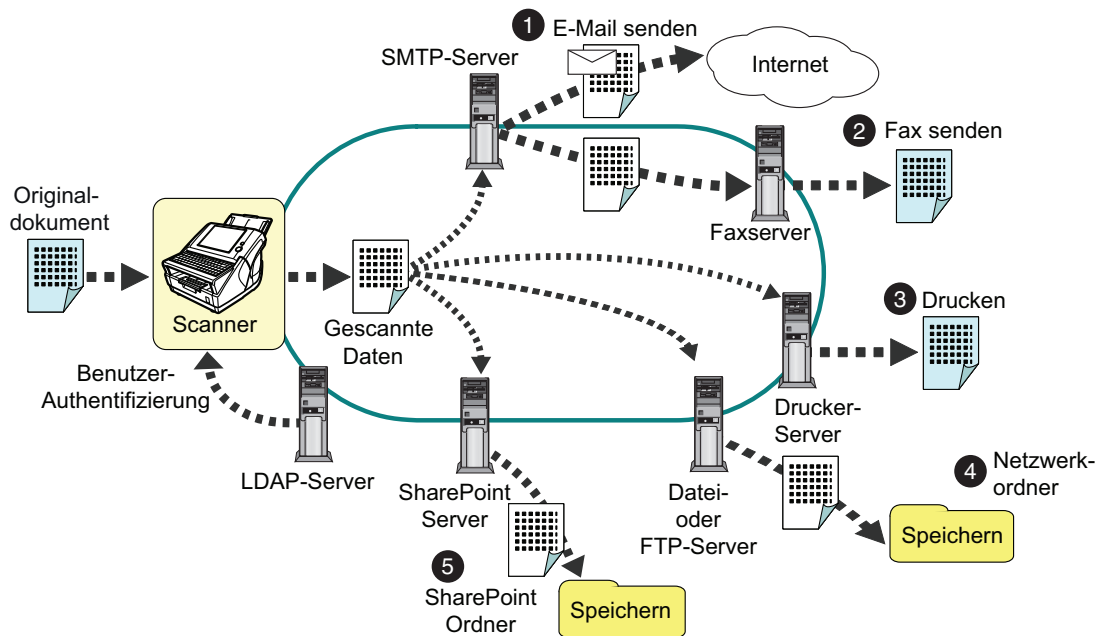 1 E-Mail senden
SMTP-Server
Internet
2 Fax senden
Original-
dokument
Faxserver
Scanner
Gescannte
Daten
3 Drucken
Benutzer-
Authentifizierung
Drucker-
Server
LDAP-Server
SharePoint
Server
Datei-
oder
FTP-Server
4 Netzwerk-
ordner
Speichern
5
SharePoint
Ordner
Speichern